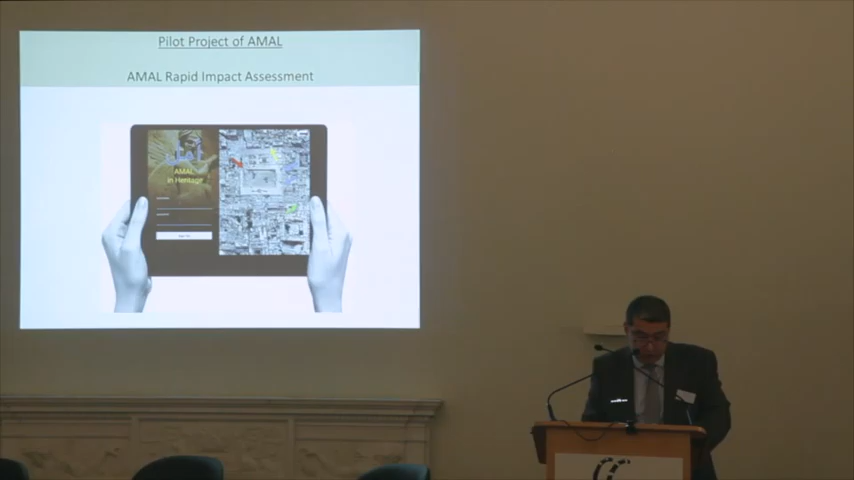 Pilot Project of AMAL
AMAL Rapid Impact Assessment
AMAL
in Heritage